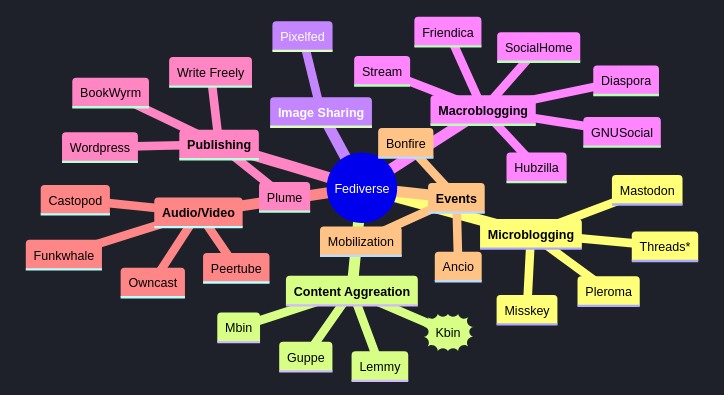 Pixelfed
Friendica
SocialHome
Write Freely
Stream
Diaspora
BookWyrm
Image Sharing
Macroblogging
GNUSocial
Wordpress
Publishing
Bonfire
Hubzilla
Fediverse
Mastodon
Castopod
Plume
Events
Audio/Video
Mobilization
Microblogging
Threads*
Funkwhale
Peertube
Ancio
Owncast
Content Aggreation
Pleroma
Misskey
Mbin
Kbin
Guppe
Lemmy